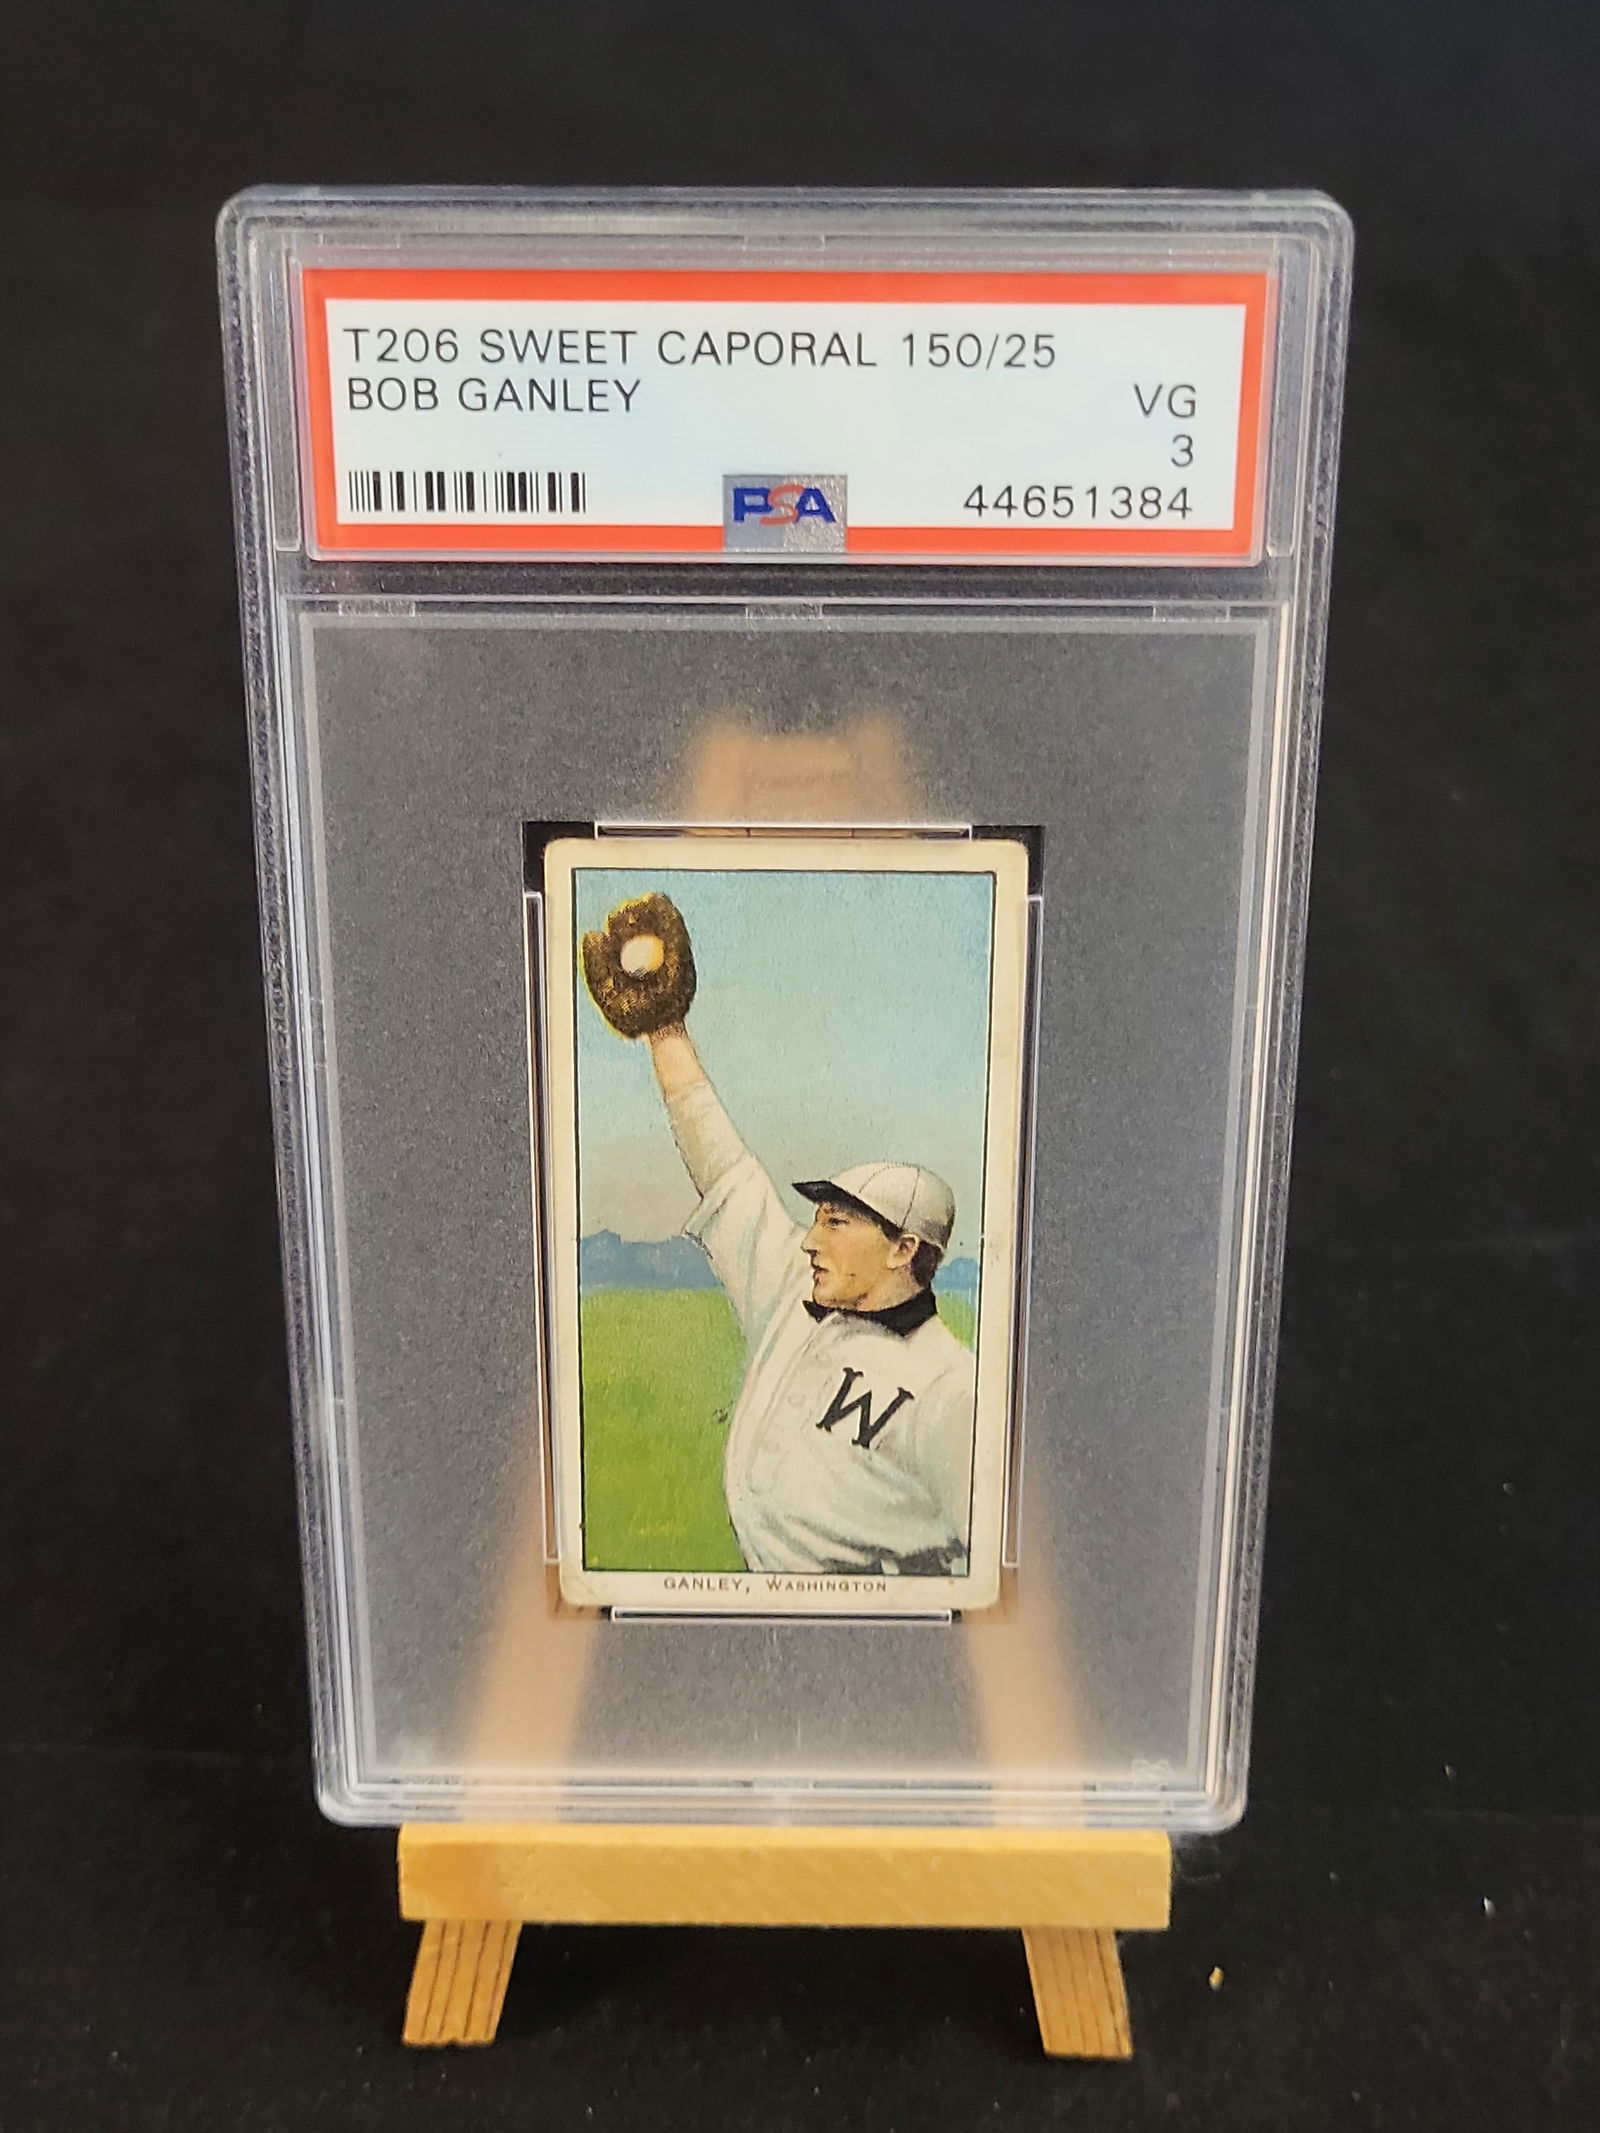 T206 SWEET CAPORAL 150/25
BOB GANLEY
VG
3
PSA
44651384
W
GANLEY, WASHINGTON